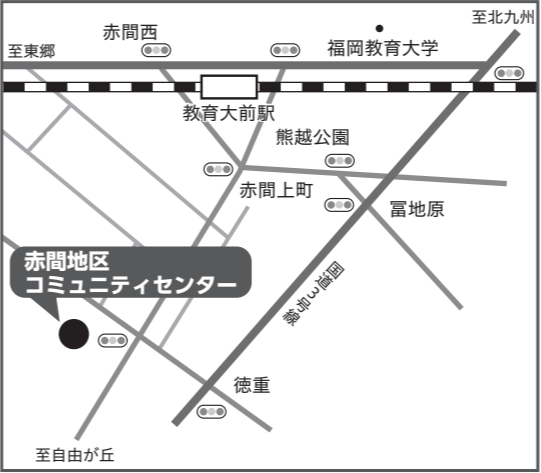 至北九州
赤間西
至東郷
福岡教育大学
教育大前駅
熊越公園
赤間上町
冨地原
赤間地区
コミュニティセンター
国道3号線
徳重
至自由が丘